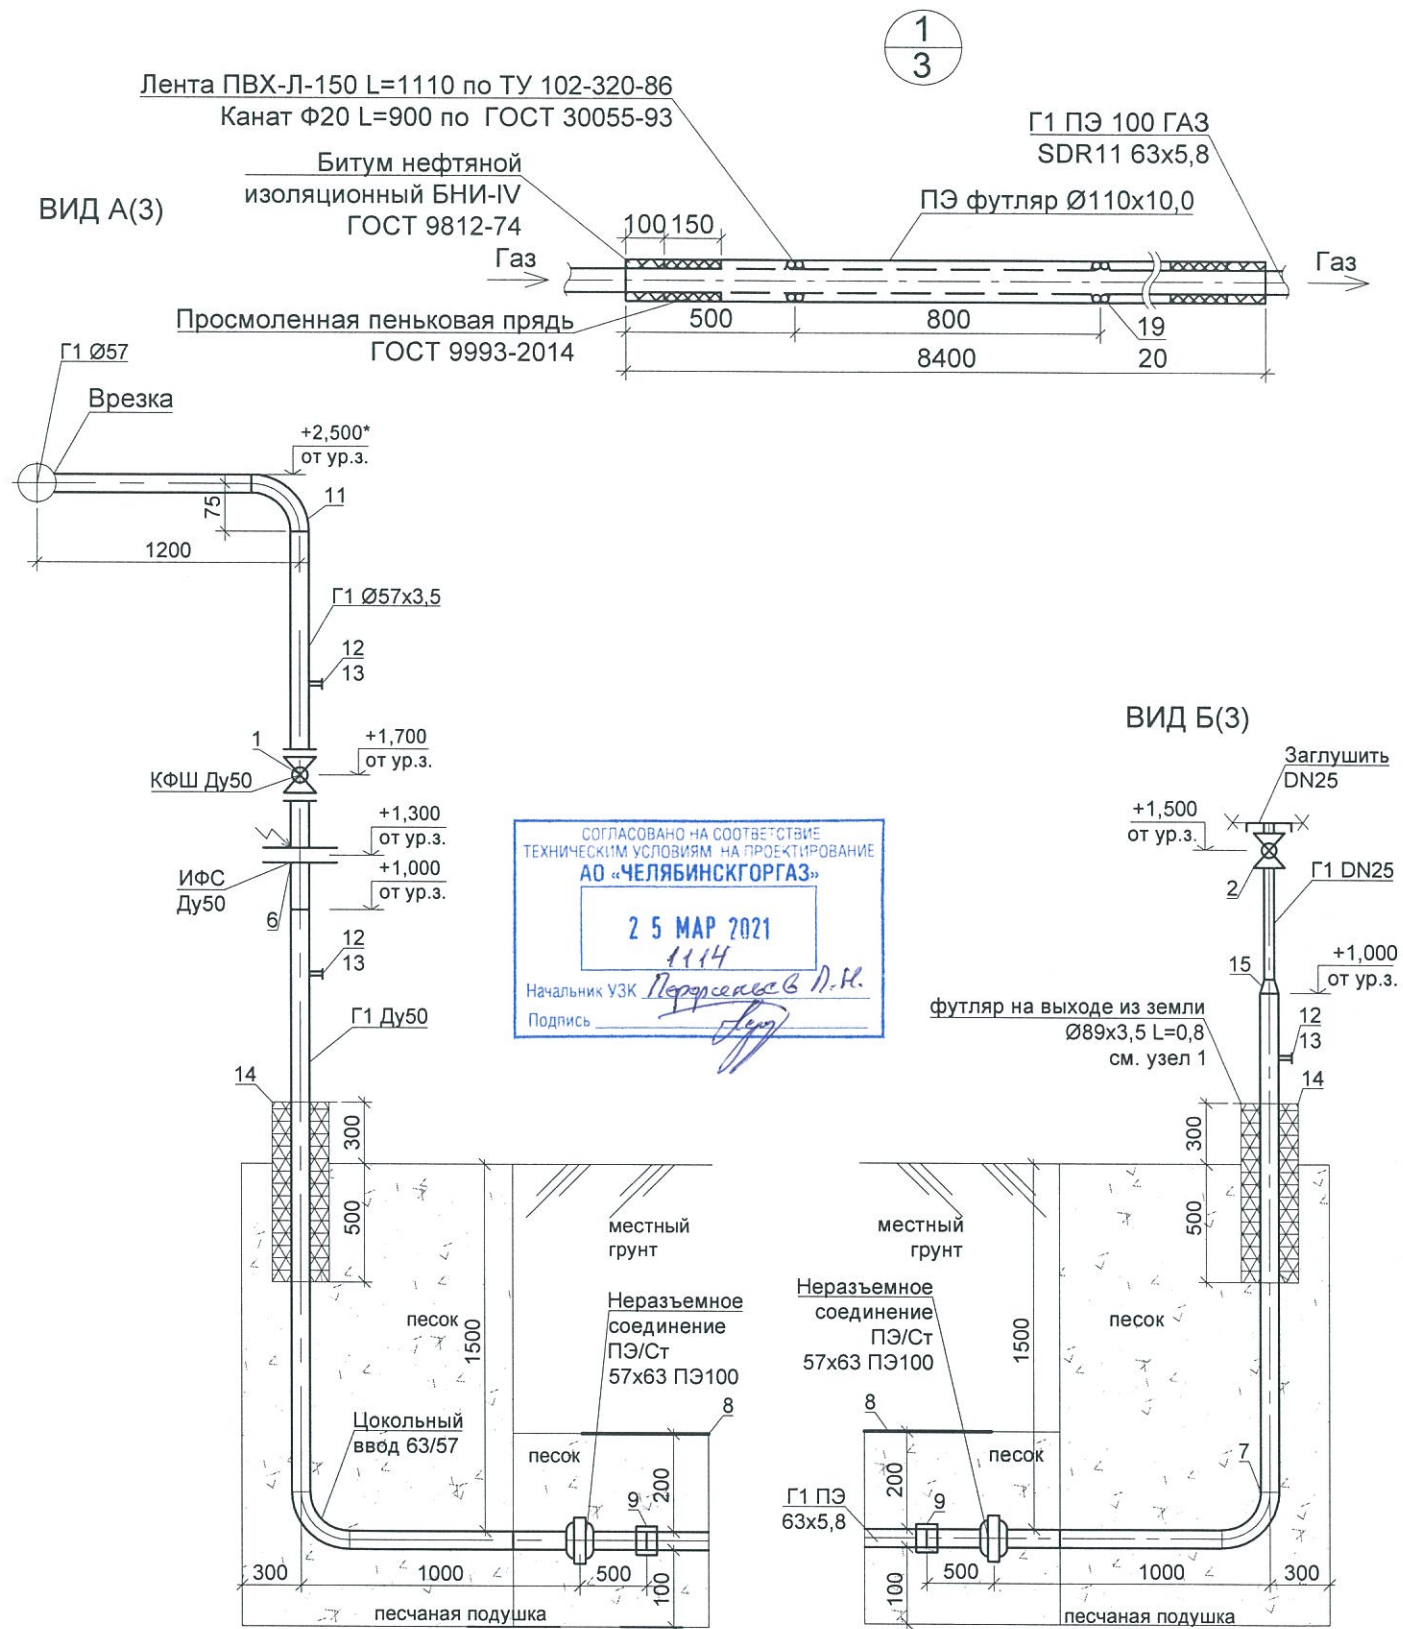 1
3
Лента ПВХ-Л-150 L=1110 по ТУ 102-320-86
Канат Ф20 L=900 по ГОСТ 30055-93
Битум нефтяной
изоляционный БНИ-IV
ГОСТ 9812-74
Г1 ПЭ 100 ГАЗ
SDR11 63х5,8
ПЭ футляр Ø110х10,0
100
150
Газ
Газ
Просмоленная пеньковая прядь
ГОСТ 9993-2014
500
800
19
20
8400
ВИД А(3)
Г1 Ø57
Врезка
+2,500*
от ур.з.
75
11
1200
Г1 Ø57х3,5
12
13
1
КФШ Ду50
+1,700
от ур.з.
+1,300
от ур.з.
ИФС
Ду50
+1,000
от ур.з.
6
12
13
Г1 Ду50
14
300
500
1500
местный
грунт
песок
Неразъемное
соединение
ПЭ/Ст
57х63 ПЭ100
8
Цокольный
ввод 63/57
песок
200
9
300
1000
500
100
песчаная подушка
СОГЛАСОВАНО НА СООТВЕТСТВИЕ
ТЕХНИЧЕСКИМ УСЛОВИЯМ НА ПРОЕКТИРОВАНИЕ
АО «ЧЕЛЯБИНСКГОРГАЗ»
2 5 МАР 2021
1114
Начальник УЗК Л.Н.
Подпись
ВИД Б(3)
Заглушить
DN25
+1,500
от ур.з.
2
Г1 DN25
15
+1,000
от ур.з.
футляр на выходе из земли
Ø89х3,5 L=0,8
см. узел 1
12
13
14
300
500
местный
грунт
1500
песок
Неразъемное
соединение
ПЭ/Ст
57х63 ПЭ100
8
песок
200
7
Г1 ПЭ
63х5,8
9
500
1000
300
100
песчаная подушка